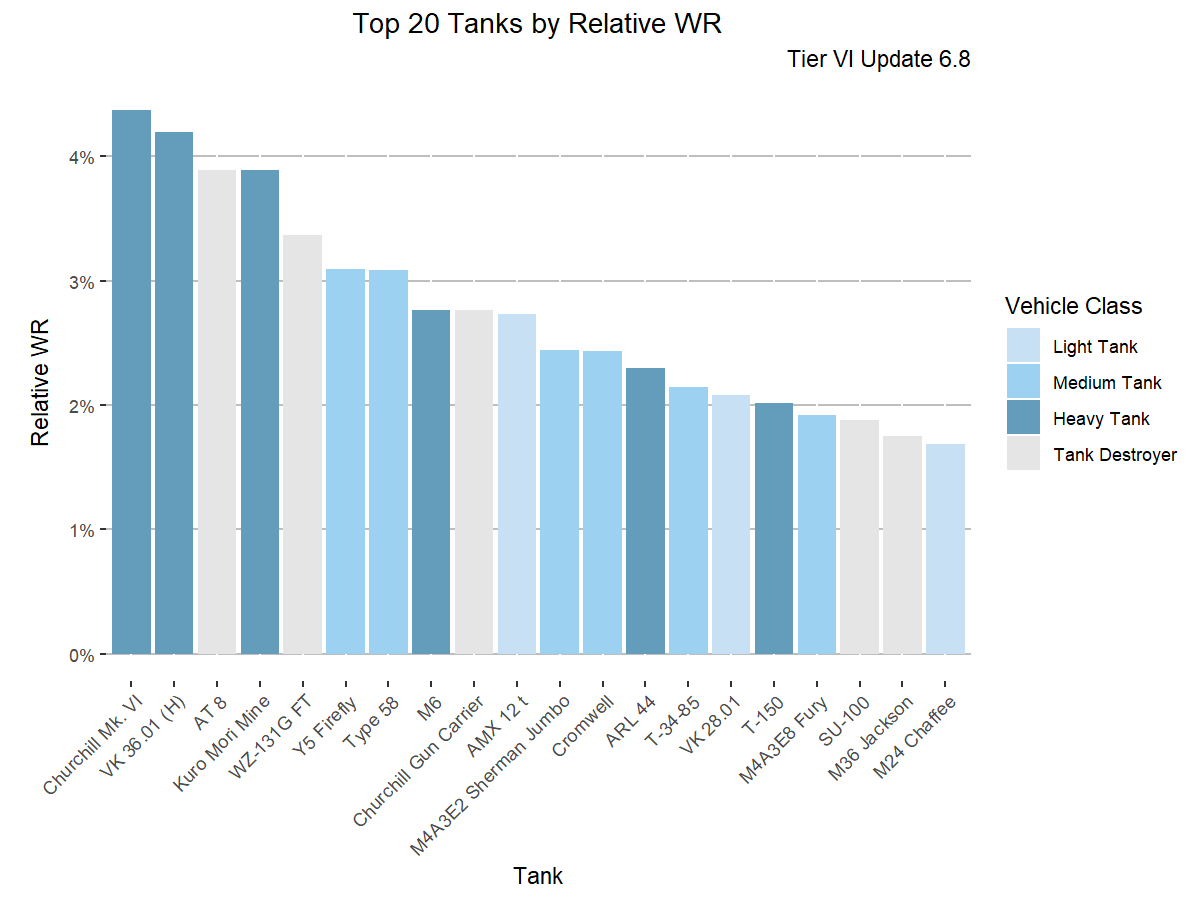 Top 20 Tanks by Relative WR
Tier VI Update 6.8
4%
3%
2%
1%
0%
Relative WR
Churchill Mk. VI
VK 36.01 (H)
AT 8
Kuro Mori Mine
WZ-131G FT
Y5 Firefly
Type 58
M6
Churchill Gun Carrier
AMX 12 t
M4A3E2 Sherman Jumbo
Cromwell
ARL 44
T-34-85
VK 28.01
T-150
M4A3E8 Fury
SU-100
M36 Jackson
M24 Chaffee
Tank
Vehicle Class
Light Tank
Medium Tank
Heavy Tank
Tank Destroyer